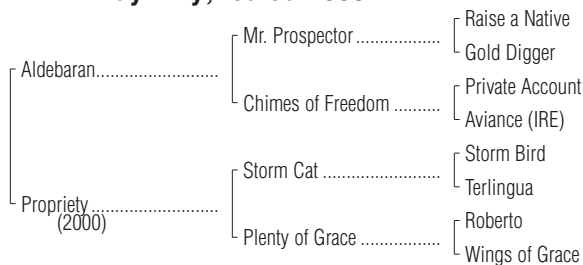 Raise a Native
Mr. Prospector
Gold Digger
Aldebaran
Private Account
Chimes of Freedom
Aviance (IRE)
Storm Bird
Storm Cat
Terlingua
Propriety
(2000)
Roberto
Plenty of Grace
Wings of Grace